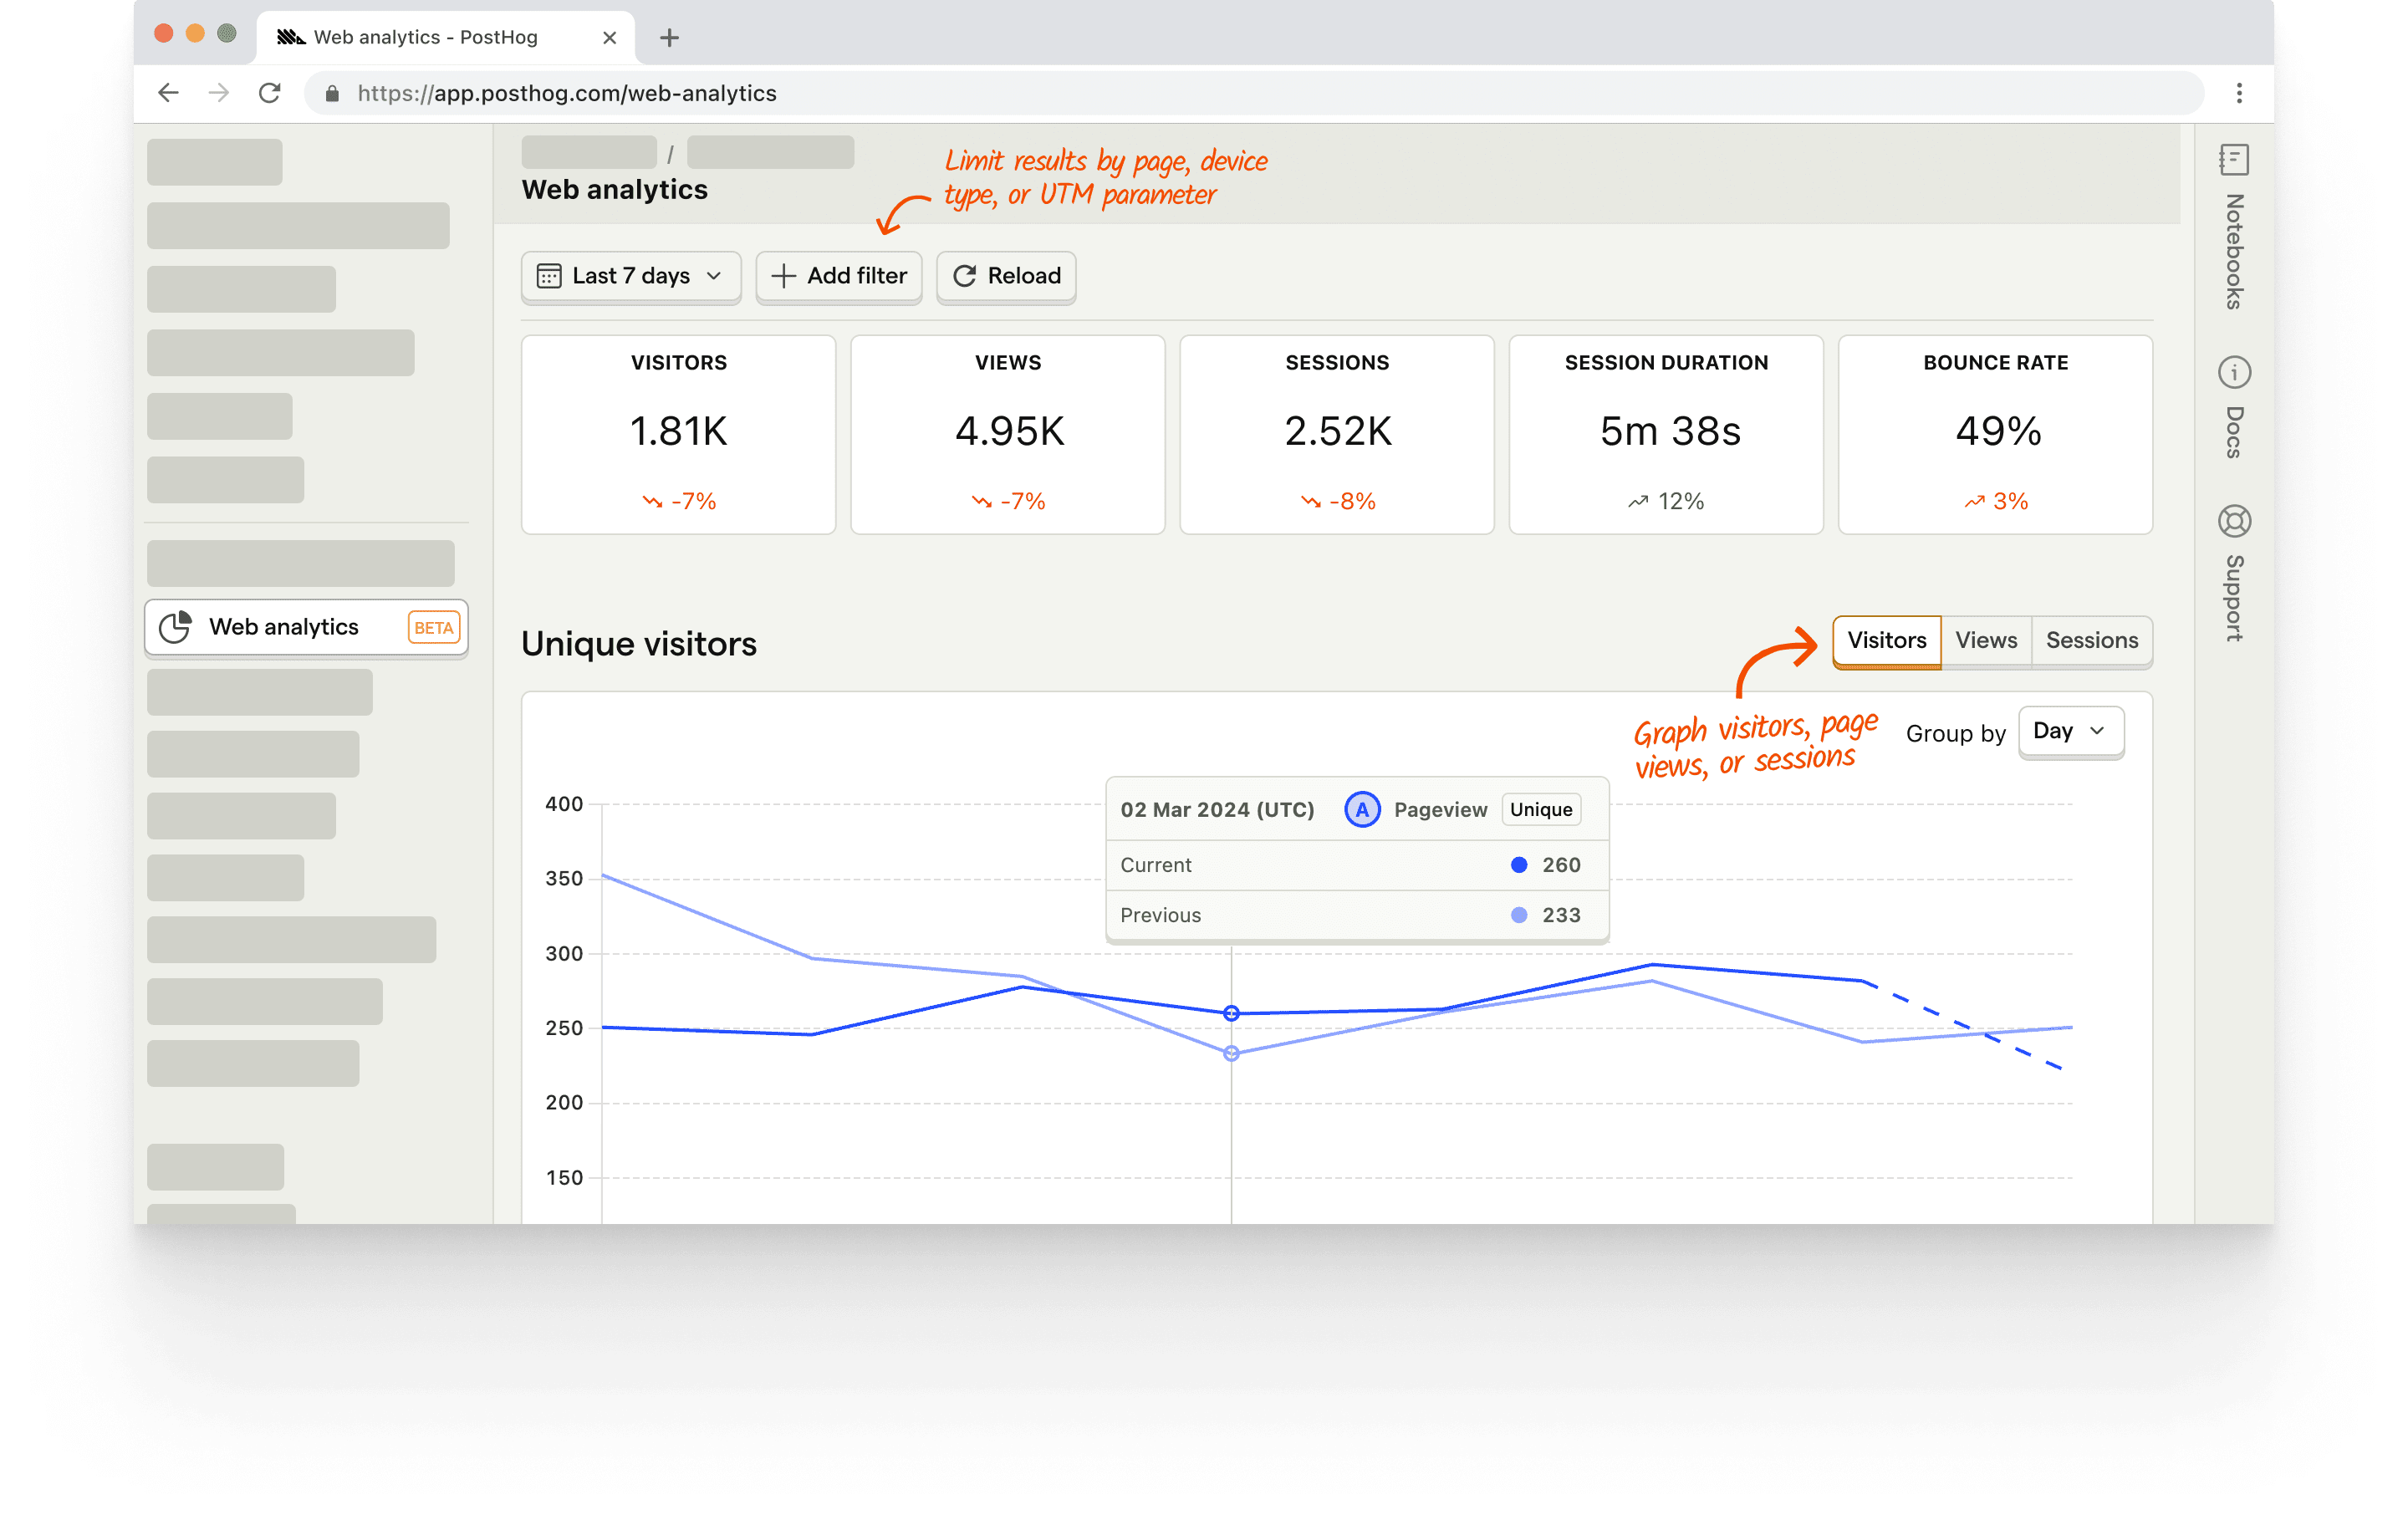 Web analytics - PostHog
https://app.posthog.com/web-analytics
/
Web analytics
Limit results by page, device
type, or UTM parameter
Last 7 days
Add filter
Reload
VISITORS
1.81K
-7%
VIEWS
4.95K
-7%
SESSIONS
2.52K
-8%
SESSION DURATION
5m 38s
12%
BOUNCE RATE
49%
3%
Web analytics BETA
Unique visitors
Visitors Views Sessions
Graph visitors, page
views, or sessions
Group by Day
02 Mar 2024 (UTC) A Pageview Unique
Current 260
Previous 233
400
350
300
250
200
150
Notebooks
Docs
Support